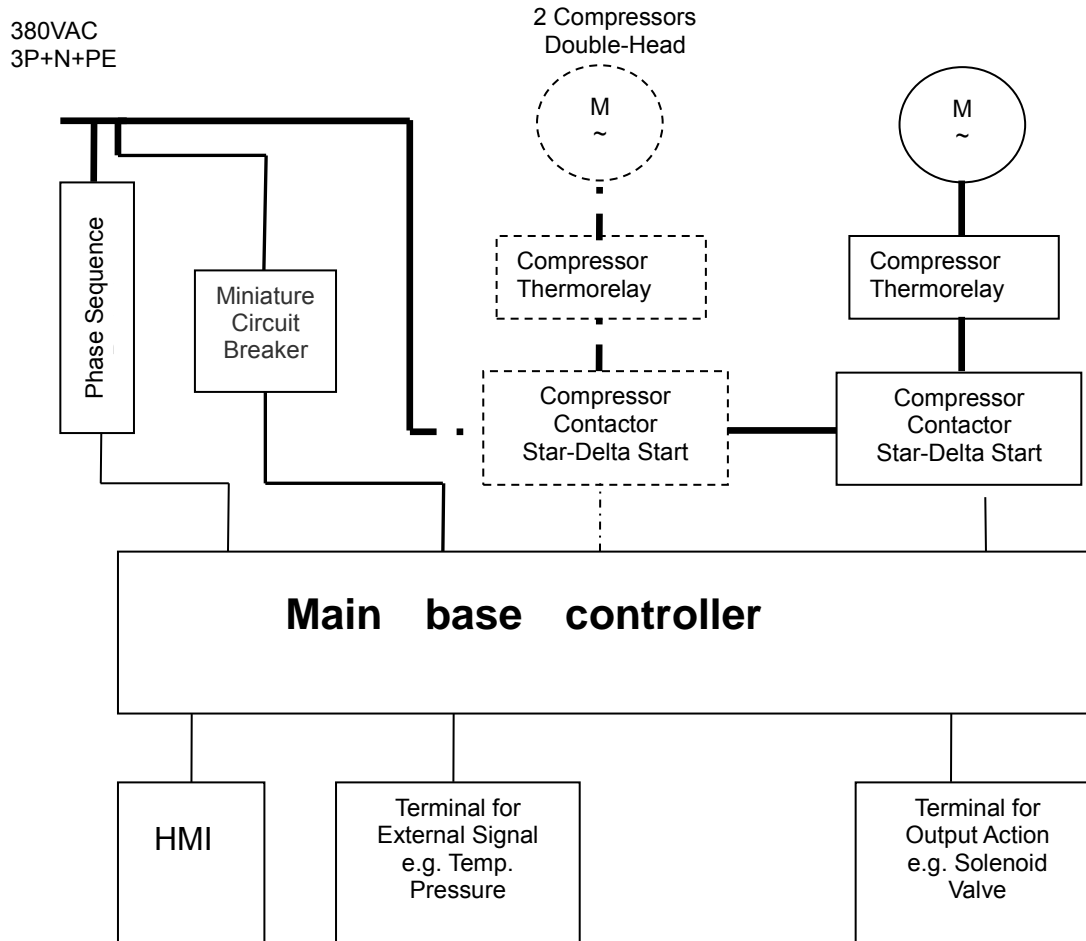 380VAC
3P+N+PE
2 Compressors
Double-Head
M
~
M
~
Phase Sequence
Miniature
Circuit
Breaker
Compressor
Thermorelay
Compressor
Thermorelay
Compressor
Contactor
Star-Delta Start
Compressor
Contactor
Star-Delta Start
Main base controller
HMI
Terminal for
External Signal
e.g. Temp.
Pressure
Terminal for
Output Action
e.g. Solenoid
Valve